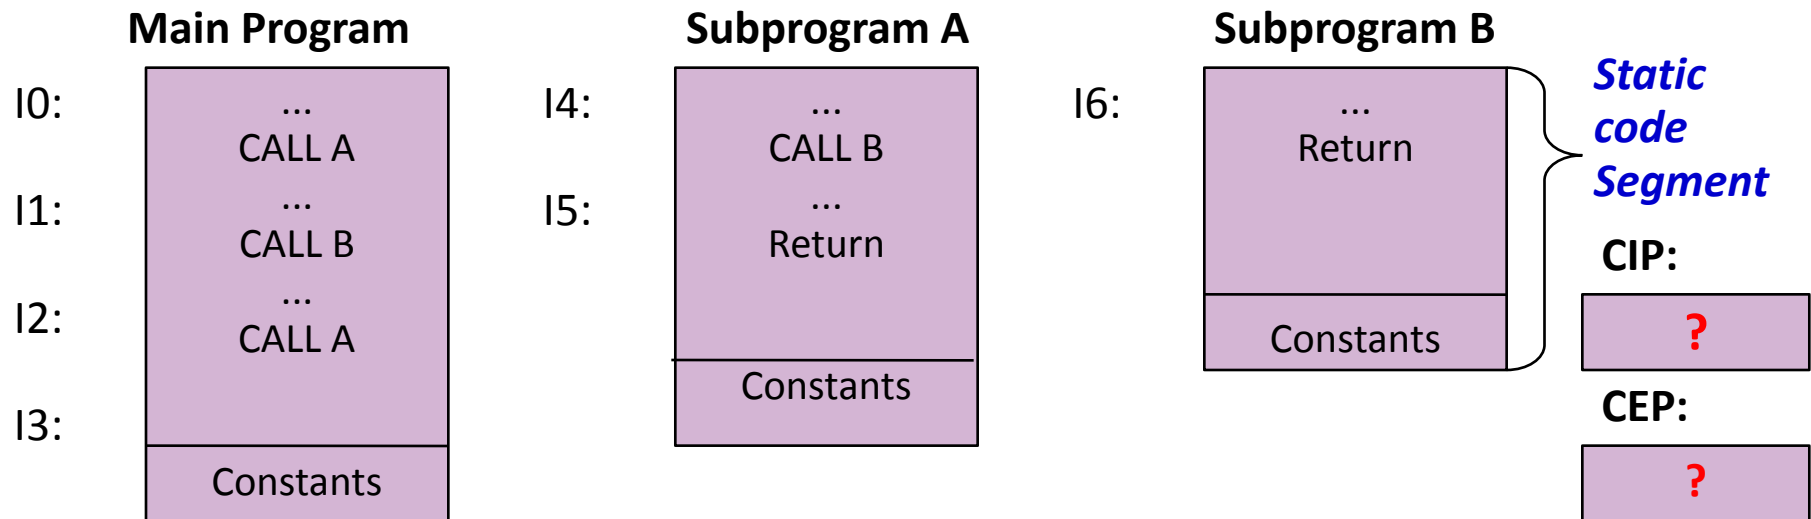 Main Program
I0:
...
CALL A
I1:
...
CALL B
I2:
...
CALL A
I3:
Constants
Subprogram A
I4:
...
CALL B
I5:
...
Return
Constants
Subprogram B
I6:
...
Return
Constants
Static
code
Segment
CIP:
?
CEP:
?